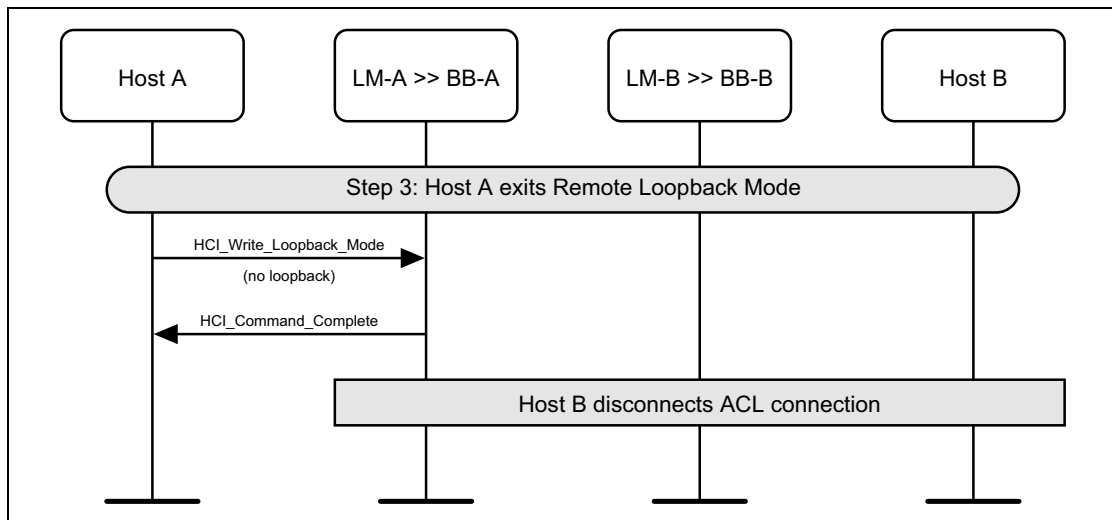 Host A
LM-A >> BB-A
LM-B >> BB-B
Host B
Step 3: Host A exits Remote Loopback Mode
HCI_Write_Loopback_Mode
(no loopback)
HCI_Command_Complete
Host B disconnects ACL connection